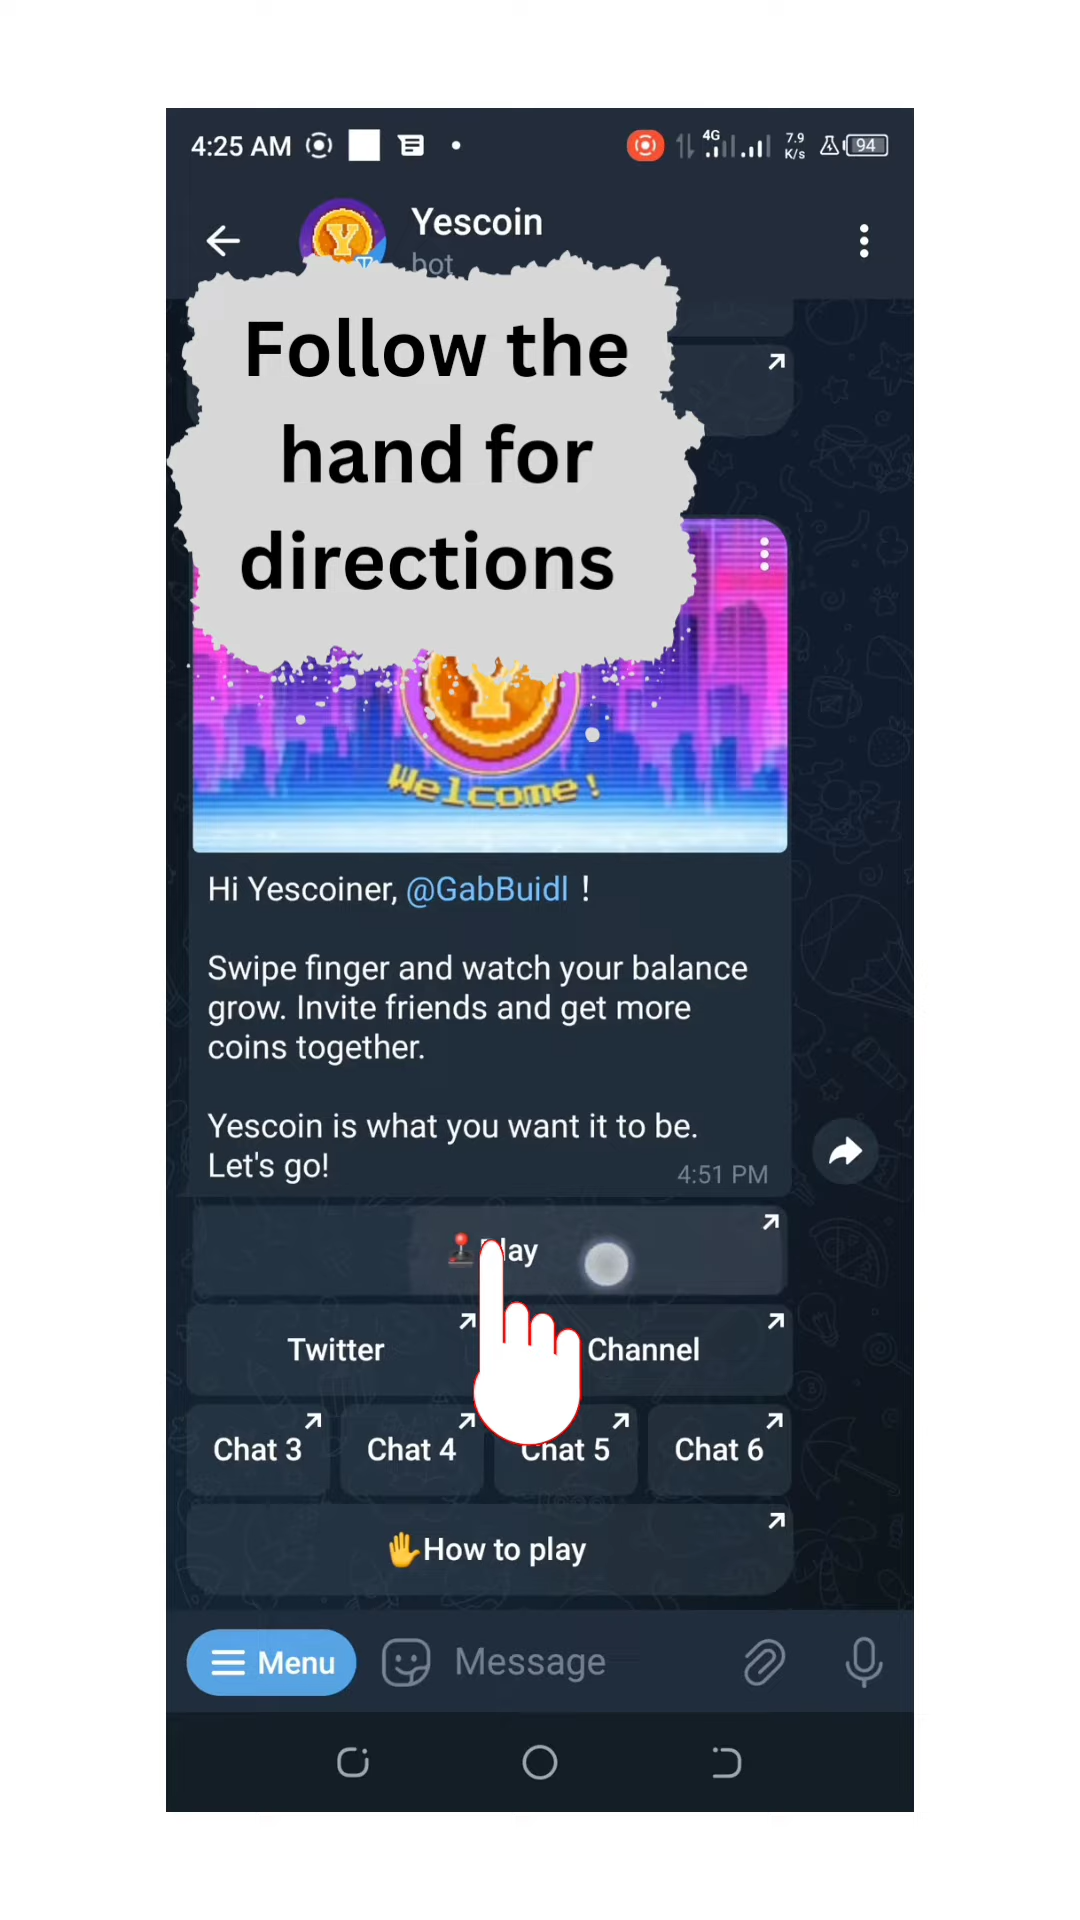 4:25 AM
4G
7.9
K/s
94
Yescoin
bot
Follow the
hand for
directions
Y
Welcome!
Hi Yescoiner, @GabBuidl !
Swipe finger and watch your balance
grow. Invite friends and get more
coins together.
Yescoin is what you want it to be.
Let's go!
4:51 PM
Play
Twitter
Channel
Chat 3
Chat 4
Chat 5
Chat 6
How to play
Menu
Message